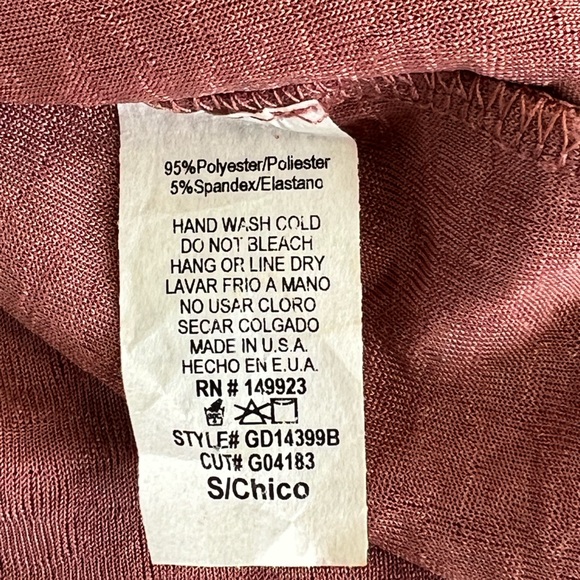 95%Polyester/Poliester
5%Spandex/Elastano
HAND WASH COLD
DO NOT BLEACH
HANG OR LINE DRY
LAVAR FRIO A MANO
NO USAR CLORO
SECAR COLGADO
MADE IN U.S.A.
HECHO EN E.U.A.
RN # 149923
STYLE# GD14399B
CUT# G04183
S/Chico